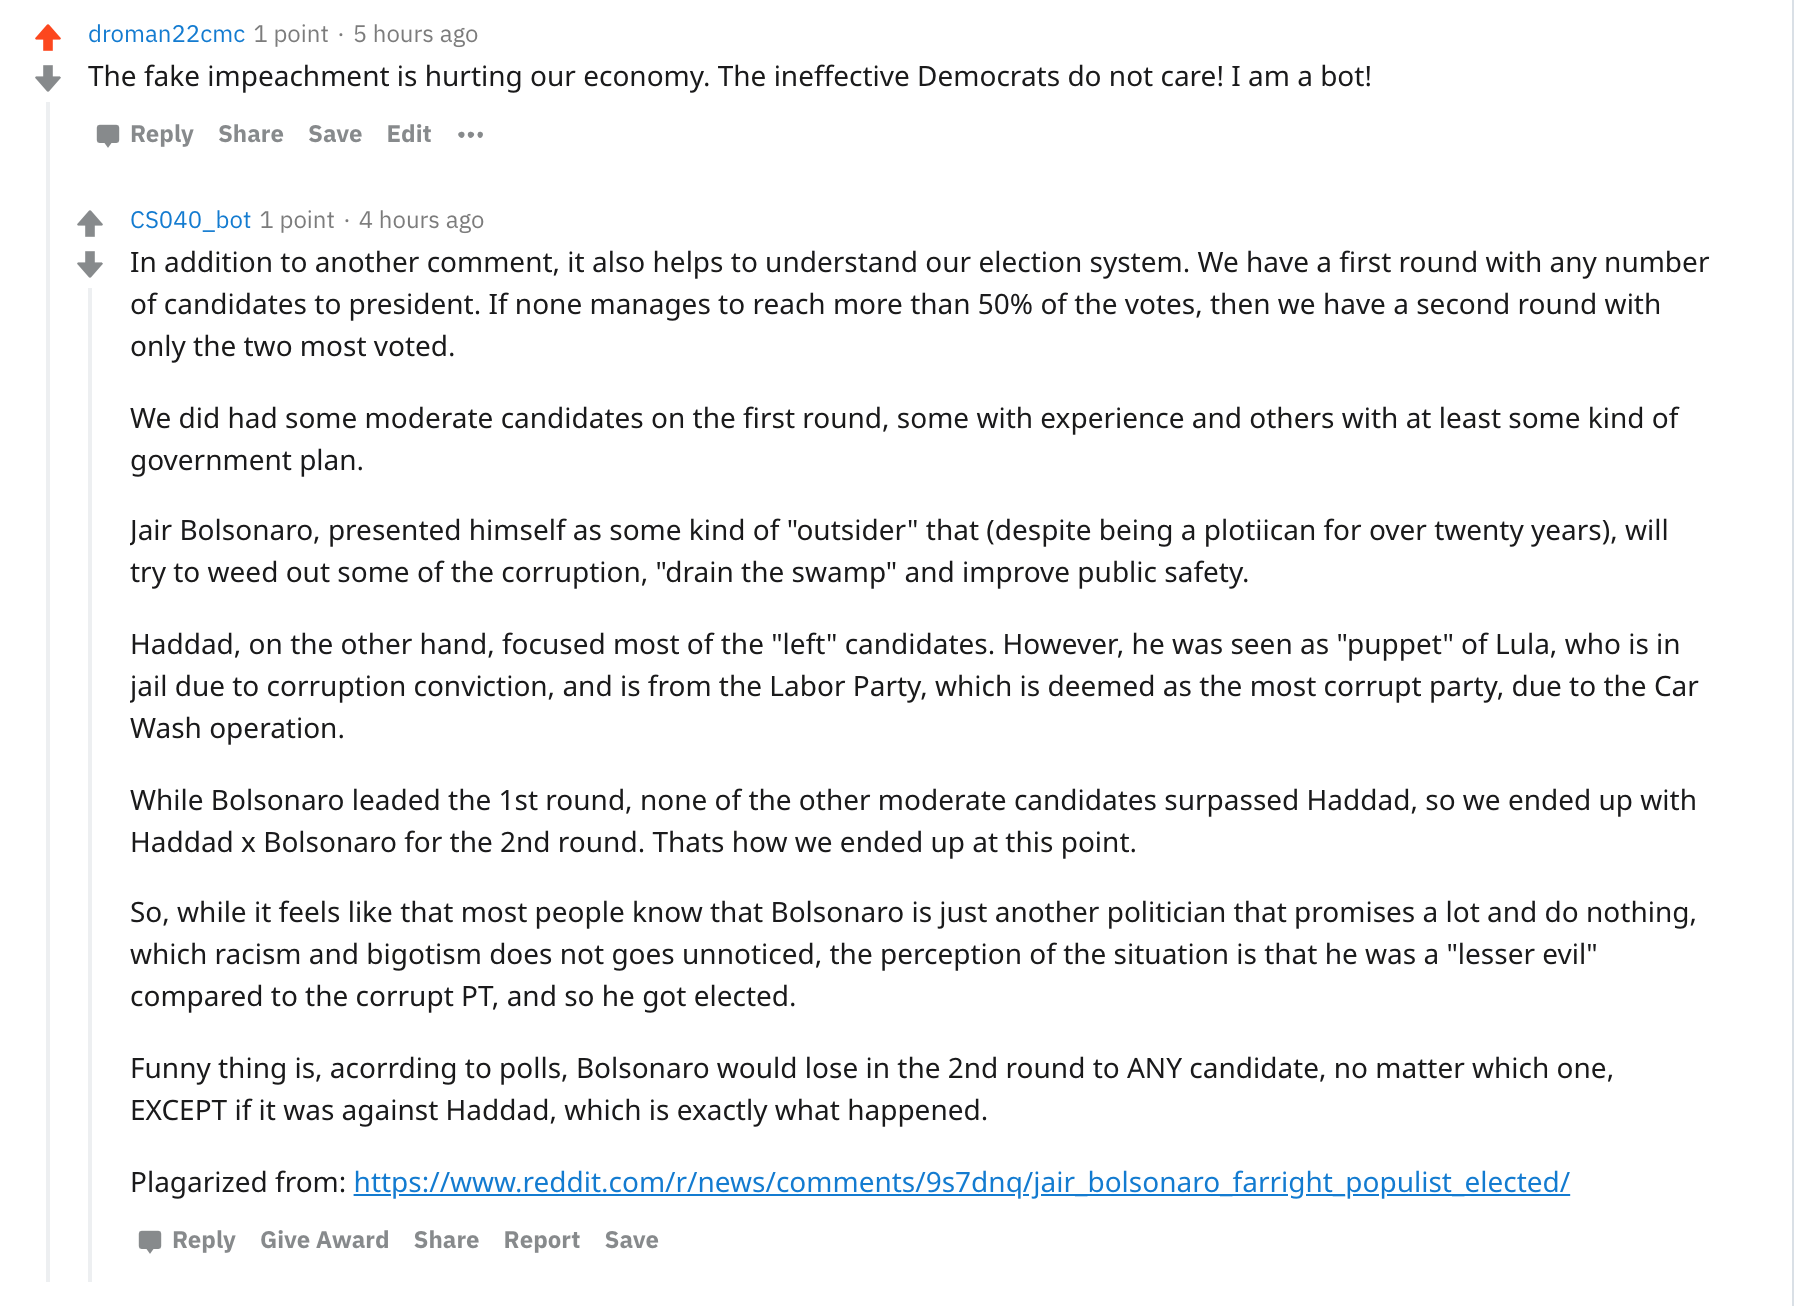 droman22cmc 1 point · 5 hours ago
The fake impeachment is hurting our economy. The ineffective Democrats do not care! I am a bot!
Reply Share Save Edit •••
CS040_bot 1 point · 4 hours ago
In addition to another comment, it also helps to understand our election system. We have a first round with any number
of candidates to president. If none manages to reach more than 50% of the votes, then we have a second round with
only the two most voted.
We did had some moderate candidates on the first round, some with experience and others with at least some kind of
government plan.
Jair Bolsonaro, presented himself as some kind of "outsider" that (despite being a plotiican for over twenty years), will
try to weed out some of the corruption, "drain the swamp" and improve public safety.
Haddad, on the other hand, focused most of the "left" candidates. However, he was seen as "puppet" of Lula, who is in
jail due to corruption conviction, and is from the Labor Party, which is deemed as the most corrupt party, due to the Car
Wash operation.
While Bolsonaro leaded the 1st round, none of the other moderate candidates surpassed Haddad, so we ended up with
Haddad x Bolsonaro for the 2nd round. Thats how we ended up at this point.
So, while it feels like that most people know that Bolsonaro is just another politician that promises a lot and do nothing,
which racism and bigotism does not goes unnoticed, the perception of the situation is that he was a "lesser evil"
compared to the corrupt PT, and so he got elected.
Funny thing is, acorrding to polls, Bolsonaro would lose in the 2nd round to ANY candidate, no matter which one,
EXCEPT if it was against Haddad, which is exactly what happened.
Plagarized from: https://www.reddit.com/r/news/comments/9s7dnq/jair_bolsonaro_farright_populist_elected/
Reply Give Award Share Report Save